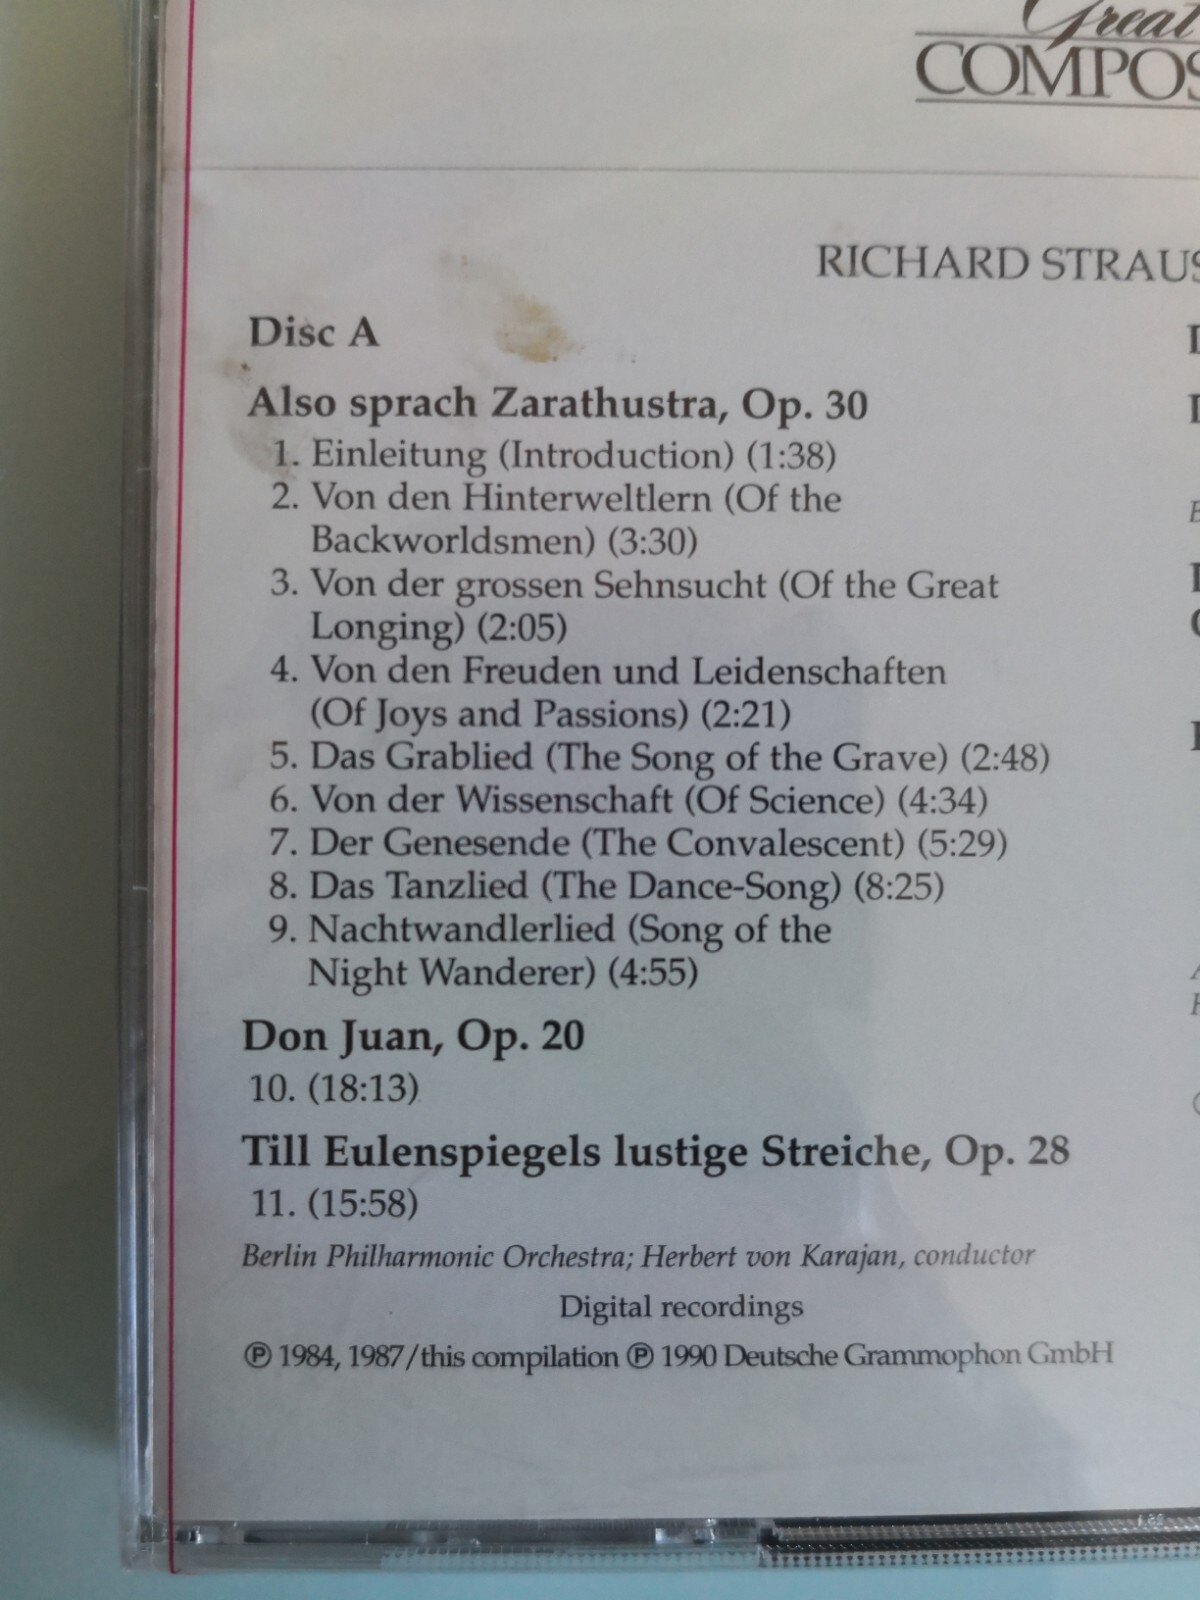 Great
COMPOS
RICHARD STRAUS
Disc A
Also sprach Zarathustra, Op. 30
1. Einleitung (Introduction) (1:38)
2. Von den Hinterweltlern (Of the
Backworldsmen) (3:30)
3. Von der grossen Sehnsucht (Of the Great
Longing) (2:05)
4. Von den Freuden und Leidenschaften
(Of Joys and Passions) (2:21)
5. Das Grablied (The Song of the Grave) (2:48)
6. Von der Wissenschaft (Of Science) (4:34)
7. Der Genesende (The Convalescent) (5:29)
8. Das Tanzlied (The Dance-Song) (8:25)
9. Nachtwandlerlied (Song of the
Night Wanderer) (4:55)
Don Juan, Op. 20
10. (18:13)
Till Eulenspiegels lustige Streiche, Op. 28
11. (15:58)
Berlin Philharmonic Orchestra; Herbert von Karajan, conductor
Digital recordings
℗ 1984, 1987/this compilation ℗ 1990 Deutsche Grammophon GmbH